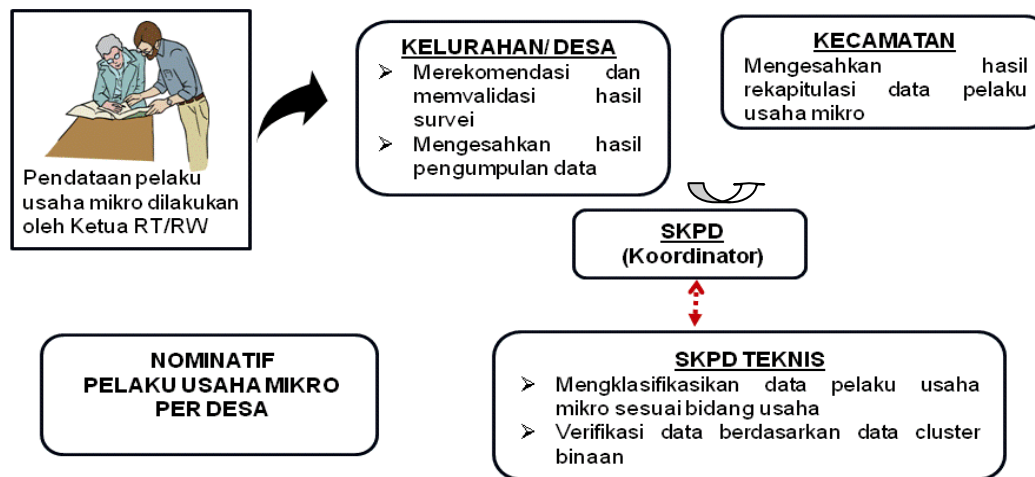 Pendataan pelaku
usaha mikro dilakukan
oleh Ketua RT/RW
KELURAHAN/ DESA
➢ Merekomendasi dan
memvalidasi hasil
survei
➢ Mengesahkan hasil
pengumpulan data
KECAMATAN
Mengesahkan hasil
rekapitulasi data pelaku
usaha mikro
SKPD
(Koordinator)
NOMINATIF
PELAKU USAHA MIKRO
PER DESA
SKPD TEKNIS
➢ Mengklasifikasikan data pelaku usaha
mikro sesuai bidang usaha
➢ Verifikasi data berdasarkan data cluster
binaan